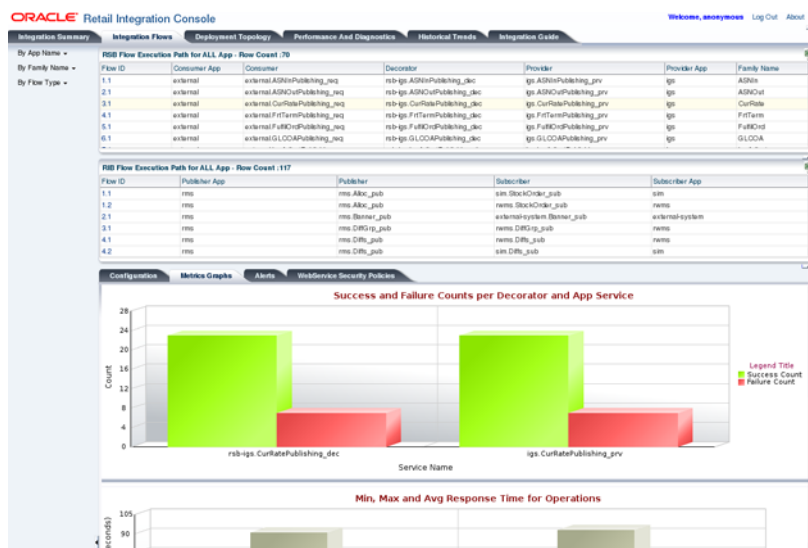 ORACLE Retail Integration Console
Welcome, anonymous Log Out About
Integration Summary Integration Flows Deployment Topology Performance And Diagnostics Historical Trends Integration Guide
By App Name
By Family Name
By Flow Type
RSB Flow Execution Path for ALL App - Row Count :70
Flow ID Consumer App Consumer Decorator Provider Provider App Family Name
1.1 external external.ASNInPublishing_req rsb-igs.ASNInPublishing_dec igs.ASNInPublishing_prv igs ASNIn
2.1 external external.ASNOutPublishing_req rsb-igs.ASNOutPublishing_dec igs.ASNOutPublishing_prv igs ASNOut
3.1 external external.CurRatePublishing_req rsb-igs.CurRatePublishing_dec igs.CurRatePublishing_prv igs CurRate
4.1 external external.FrtTermPublishing_req rsb-igs.FrtTermPublishing_dec igs.FrtTermPublishing_prv igs FrtTerm
5.1 external external.FulfilOrdPublishing_req rsb-igs.FulfilOrdPublishing_dec igs.FulfilOrdPublishing_prv igs FulfilOrd
6.1 external external.GLCOAPublishing_req rsb-igs.GLCOAPublishing_dec igs.GLCOAPublishing_prv igs GLCOA
RIB Flow Execution Path for ALL App - Row Count :117
Flow ID Publisher App Publisher Subscriber Subscriber App
1.1 rms rms.Alloc_pub sim.StockOrder_sub sim
1.2 rms rms.Alloc_pub rwms.StockOrder_sub rwms
2.1 rms rms.Banner_pub external-system.Banner_sub external-system
3.1 rms rms.DiffGrp_pub rwms.DiffGrp_sub rwms
4.1 rms rms.Diffs_pub rwms.Diffs_sub rwms
4.2 rms rms.Diffs_pub sim.Diffs_sub sim
Configuration Metrics Graphs Alerts WebService Security Policies
Success and Failure Counts per Decorator and App Service
28
24
20
16
12
8
4
0
Count
rsb-igs.CurRatePublishing_dec igs.CurRatePublishing_prv
Service Name
Legend Title
Success Count
Failure Count
Min, Max and Avg Response Time for Operations
105
90